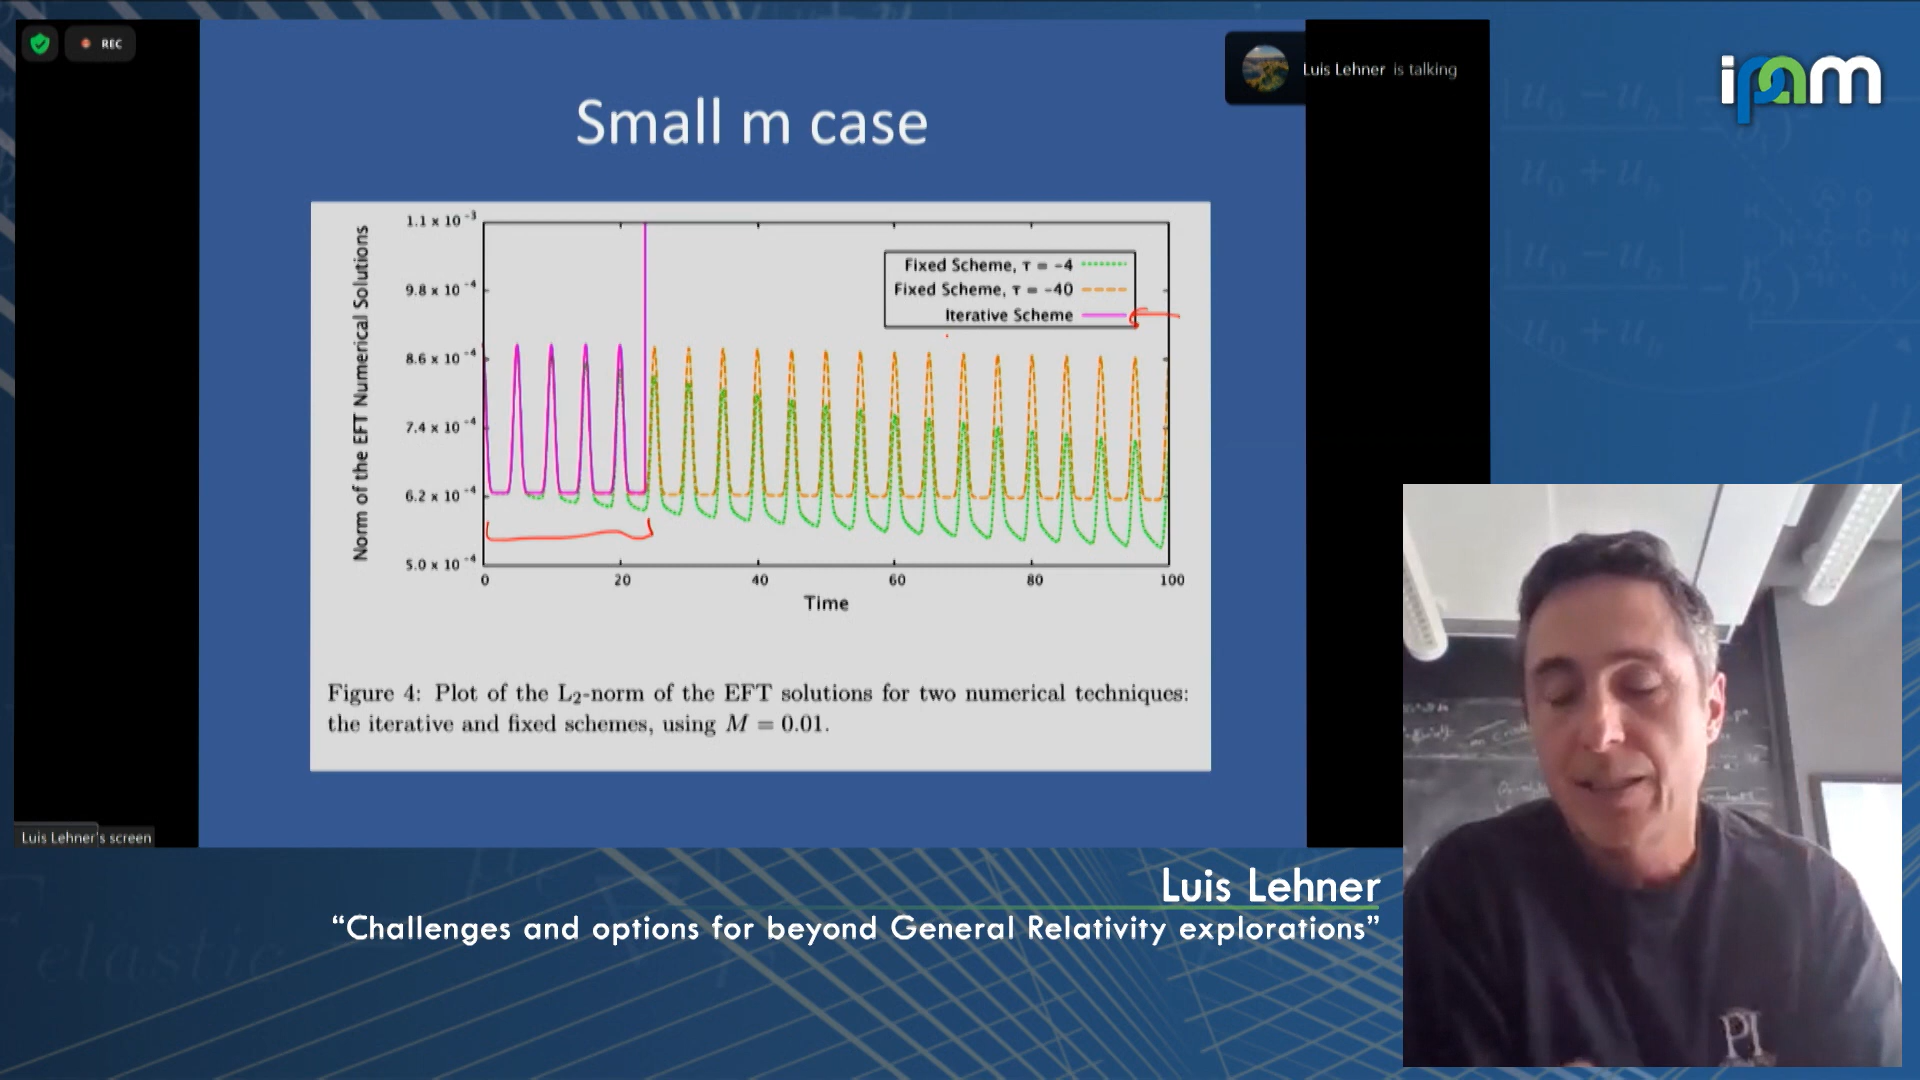 REC
Luis Lehner is talking
ipam
Small m case
Norm of the EFT Numerical Solutions
1.1 x 10 -3
9.8 x 10 -4
8.6 x 10 -4
7.4 x 10 -4
6.2 x 10 -4
5.0 x 10 -4
Fixed Scheme, τ = -4
Fixed Scheme, τ = -40
Iterative Scheme
0 20 40 60 80 100
Time
Figure 4: Plot of the L2-norm of the EFT solutions for two numerical techniques:
the iterative and fixed schemes, using M = 0.01.
Luis Lehner's screen
Luis Lehner
“Challenges and options for beyond General Relativity explorations”
elastic
PI